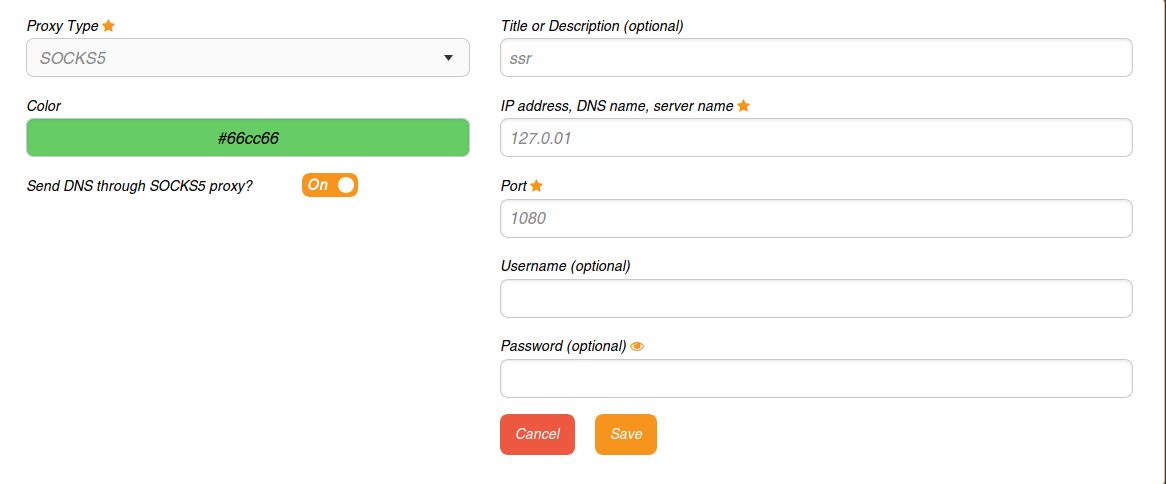 Proxy Type
SOCKS5
Color
#66cc66
Send DNS through SOCKS5 proxy?
On
Title or Description (optional)
ssr
IP address, DNS name, server name
127.0.01
Port
1080
Username (optional)
Password (optional)
Cancel
Save